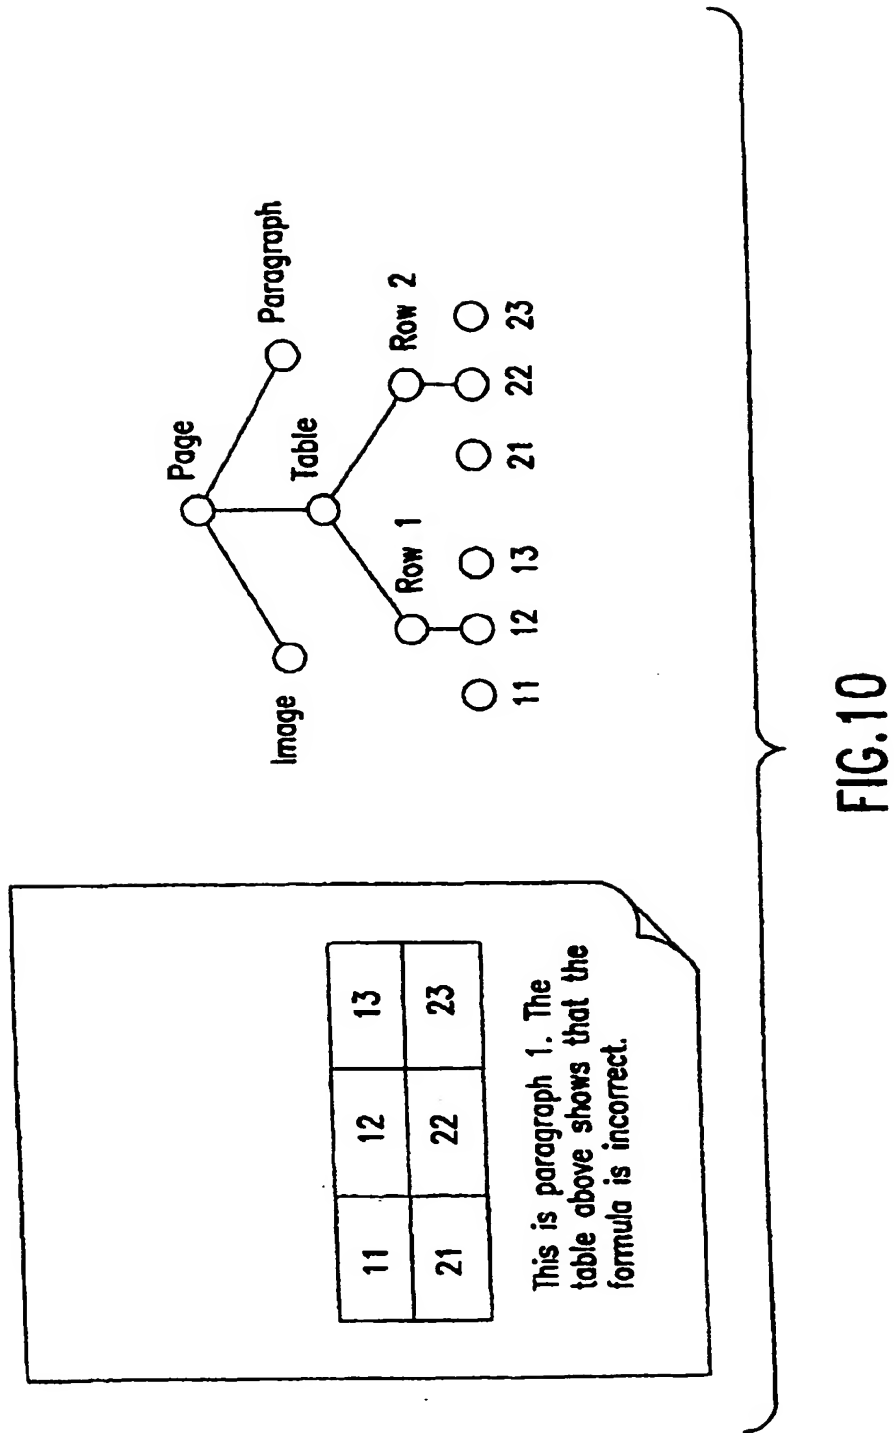 11 12 13
21 22 23
This is paragraph 1. The
table above shows that the
formula is incorrect.
Page
Image
Paragraph
Table
Row 1
Row 2
11 12 13 21 22 23
FIG.10